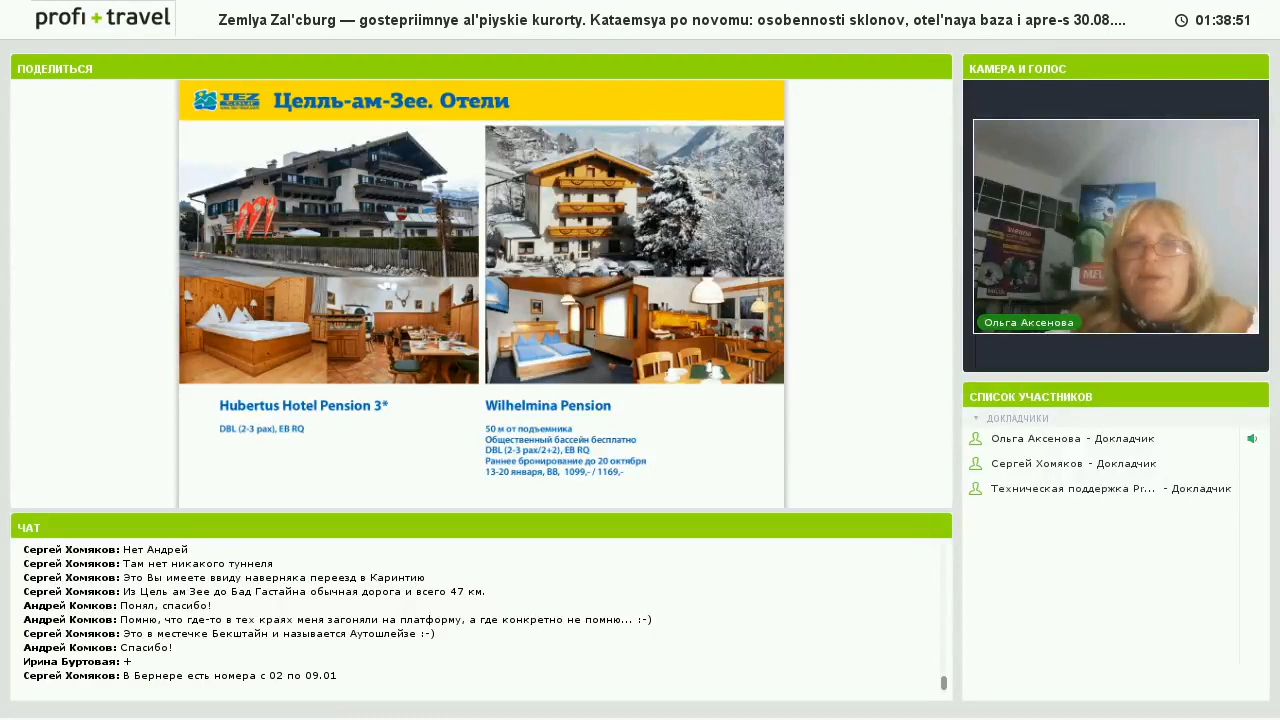 profi + travel
Zemlya Zal'cburg — gostepriimnye al'piyskie kurorty. Kataemsya po novomu: osobennosti sklonov, otel'naya baza i apre-s 30.08....
01:38:51
ПОДЕЛИТЬСЯ
TEZ TOUR
Целль-ам-Зее. Отели
Hubertus Hotel Pension 3*
DBL (2-3 pax), EB RQ
Wilhelmina Pension
50 м от подъемника
Общественный бассейн бесплатно
DBL (2-3 pax/2+2), EB RQ
Раннее бронирование до 20 октября
13-20 января, BB, 1099,- / 1169,-
КАМЕРА И ГОЛОС
Ольга Аксенова
СПИСОК УЧАСТНИКОВ
ДОКЛАДЧИКИ
Ольга Аксенова - Докладчик
Сергей Хомяков - Докладчик
Техническая поддержка Pr... - Докладчик
ЧАТ
Сергей Хомяков: Нет Андрей
Сергей Хомяков: Там нет никакого туннеля
Сергей Хомяков: Это Вы имеете ввиду наверняка переезд в Каринтию
Сергей Хомяков: Из Цель ам Зее до Бад Гастайна обычная дорога и всего 47 км.
Андрей Комков: Понял, спасибо!
Андрей Комков: Помню, что где-то в тех краях меня загоняли на платформу, а где конкретно не помню... :-)
Сергей Хомяков: Это в местечке Бекштайн и называется Аутошлейзе :-)
Андрей Комков: Спасибо!
Ирина Буртовая: +
Сергей Хомяков: В Бернере есть номера с 02 по 09.01